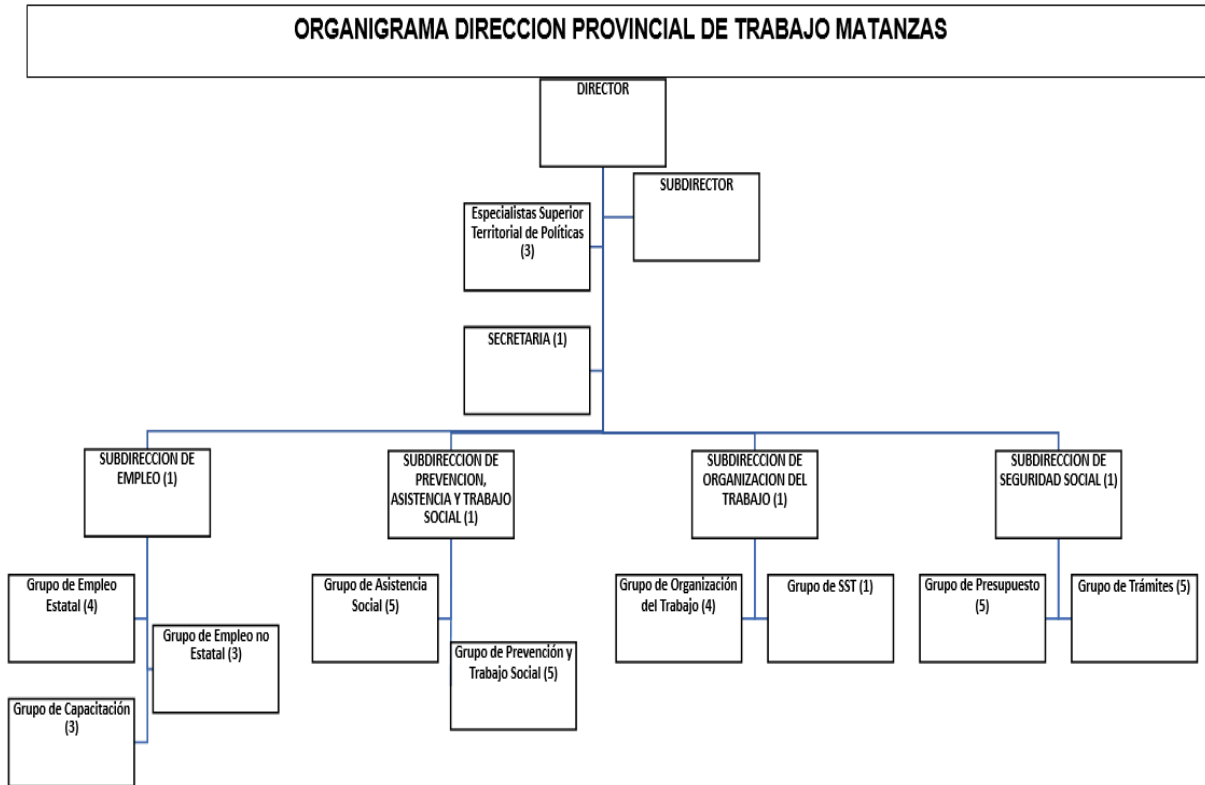 ORGANIGRAMA DIRECCION PROVINCIAL DE TRABAJO MATANZAS
DIRECTOR
SUBDIRECTOR
Especialistas Superior
Territorial de Políticas
(3)
SECRETARIA (1)
SUBDIRECCION DE
EMPLEO (1)
SUBDIRECCION DE
PREVENCION,
ASISTENCIA Y TRABAJO
SOCIAL (1)
SUBDIRECCION DE
ORGANIZACION DEL
TRABAJO (1)
SUBDIRECCION DE
SEGURIDAD SOCIAL (1)
Grupo de Empleo
Estatal (4)
Grupo de Empleo no
Estatal (3)
Grupo de Capacitación
(3)
Grupo de Asistencia
Social (5)
Grupo de Prevención y
Trabajo Social (5)
Grupo de Organización
del Trabajo (4)
Grupo de SST (1)
Grupo de Presupuesto
(5)
Grupo de Trámites (5)